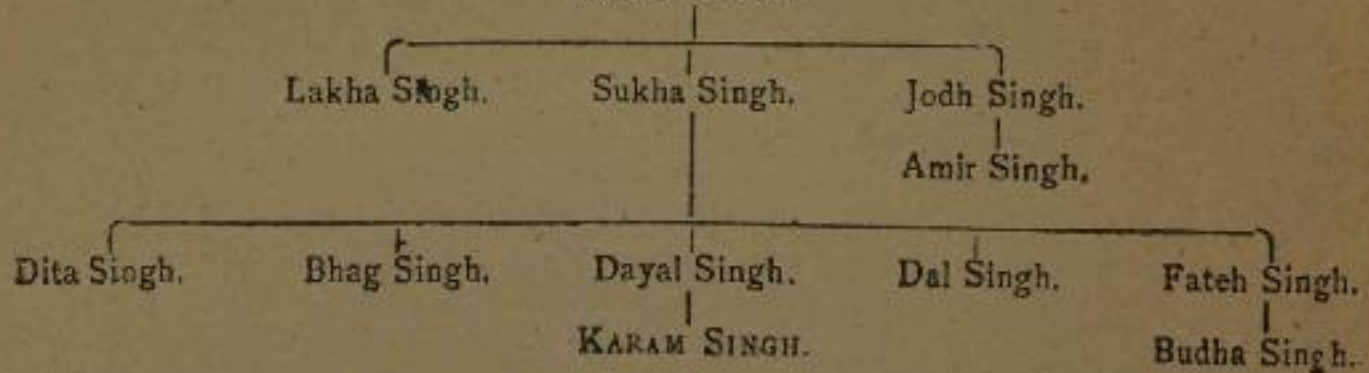 Lakha Singh. Sukha Singh. Jodh Singh.
Amir Singh.
Dita Singh. Bhag Singh. Dayal Singh. Dal Singh. Fateh Singh.
KARAM SINGH. Budha Singh.